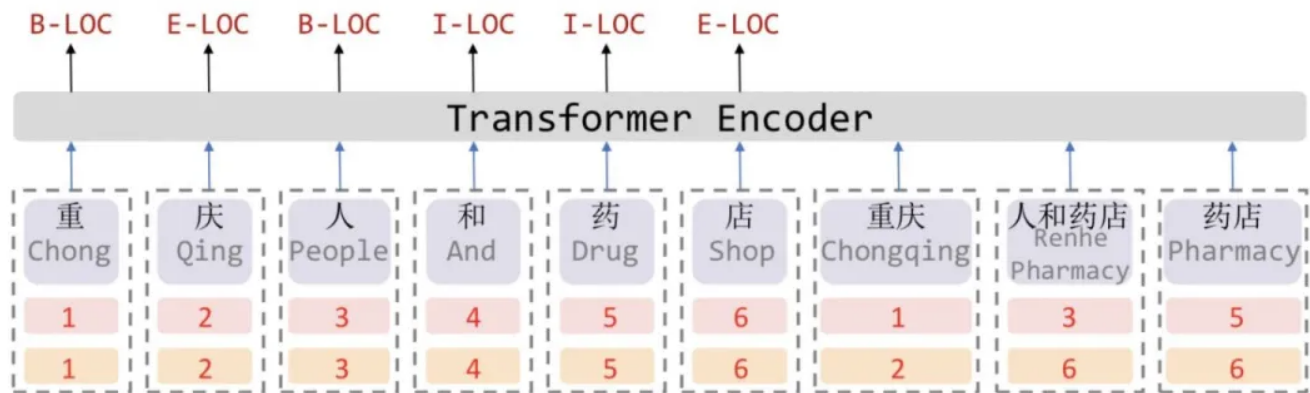 B-LOC E-LOC B-LOC I-LOC I-LOC E-LOC
Transformer Encoder
重 庆 人 和 药 店 重庆 人和药店 药店
Chong Qing People And Drug Shop Chongqing Renhe Pharmacy Pharmacy
1 2 3 4 5 6 1 3 5
1 2 3 4 5 6 2 6 6